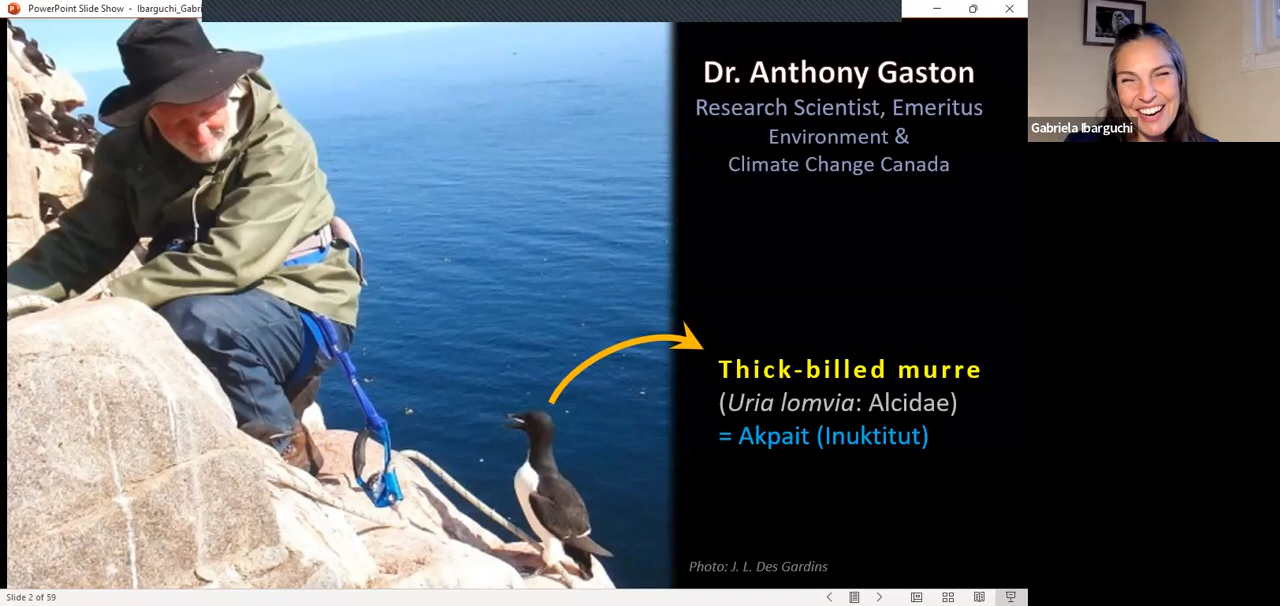 PowerPoint Slide Show - Ibarguchi_Gabri
Dr. Anthony Gaston
Research Scientist, Emeritus
Environment &
Climate Change Canada
Gabriela Ibarguchi
Thick-billed murre
(Uria lomvia: Alcidae)
= Akpait (Inuktitut)
Photo: J. L. Des Gardins
Slide 2 of 59